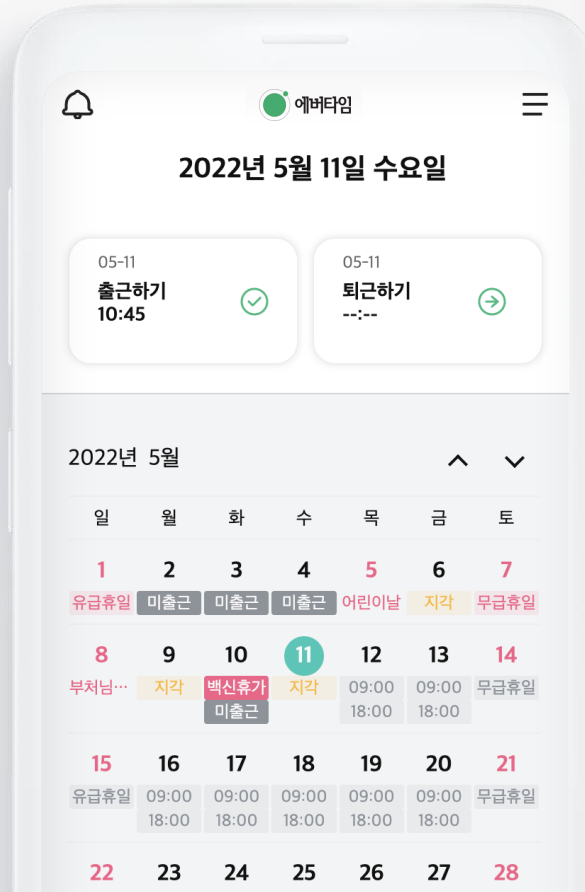 에버타임
2022년 5월 11일 수요일
05-11
출근하기
10:45
05-11
퇴근하기
--:--
2022년 5월
일 월 화 수 목 금 토
1 2 3 4 5 6 7
유급휴일 미출근 미출근 미출근 어린이날 지각 무급휴일
8 9 10 11 12 13 14
부처님··· 지각 백신휴가 지각 09:00 09:00 무급휴일
미출근 18:00 18:00
15 16 17 18 19 20 21
유급휴일 09:00 09:00 09:00 09:00 09:00 무급휴일
18:00 18:00 18:00 18:00 18:00
22 23 24 25 26 27 28